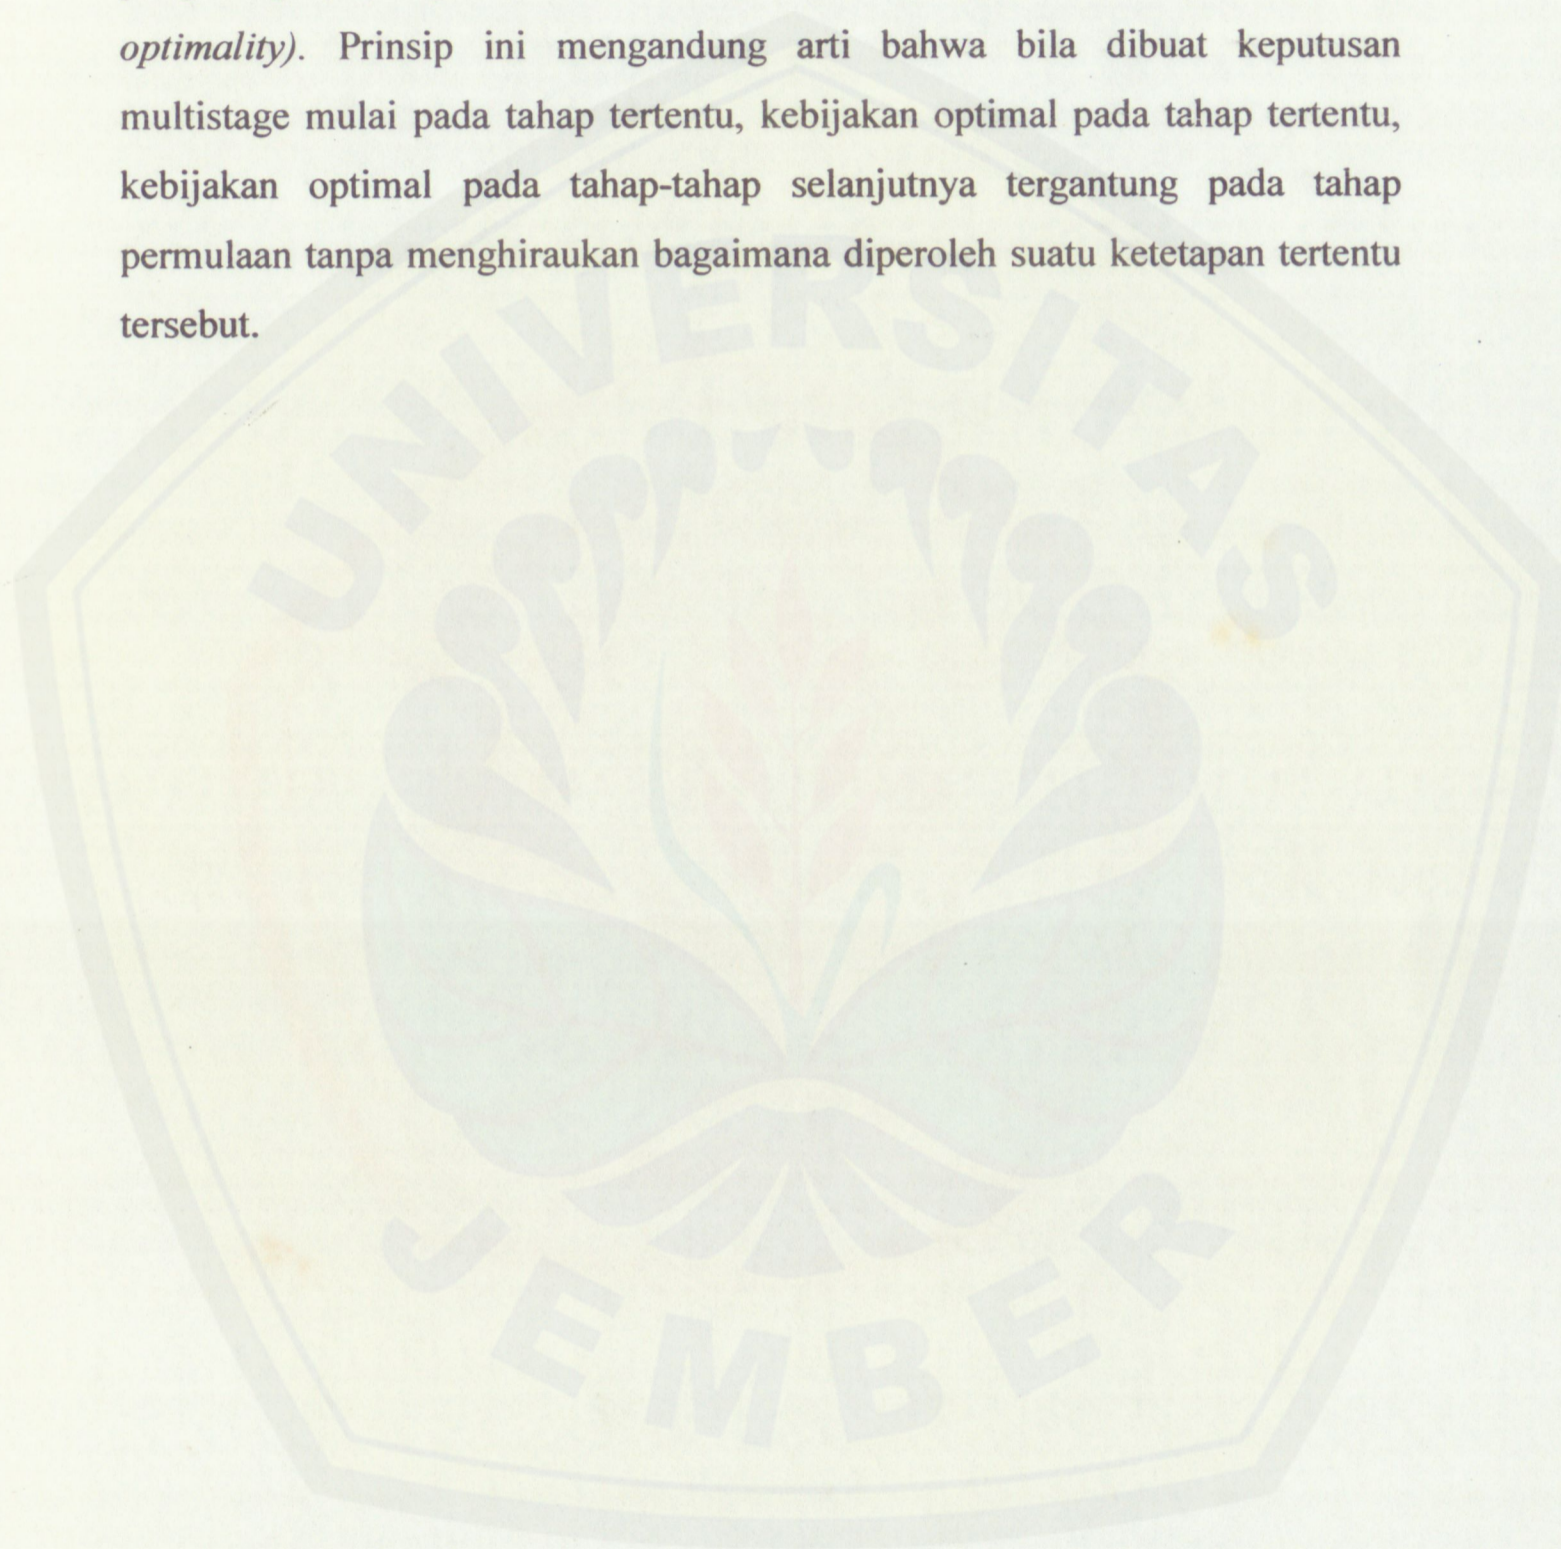 optimality). Prinsip ini mengandung arti bahwa bila dibuat keputusan
multistage mulai pada tahap tertentu, kebijakan optimal pada tahap tertentu,
kebijakan optimal pada tahap-tahap selanjutnya tergantung pada tahap
permulaan tanpa menghiraukan bagaimana diperoleh suatu ketetapan tertentu
tersebut.
UNIVERSITAS
JEMBER